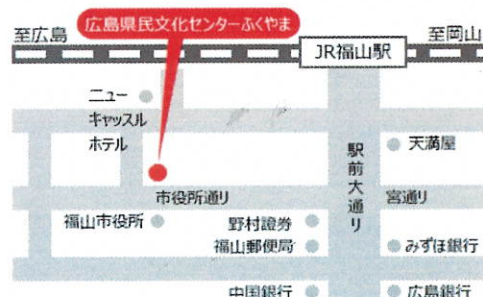 広島県民文化センターふくやま
至広島
JR福山駅
至岡山
ニュー
キャッスル
ホテル
駅前大通り
天満屋
市役所通り
宮通り
福山市役所
野村證券
福山郵便局
みずほ銀行
中国銀行
広島銀行